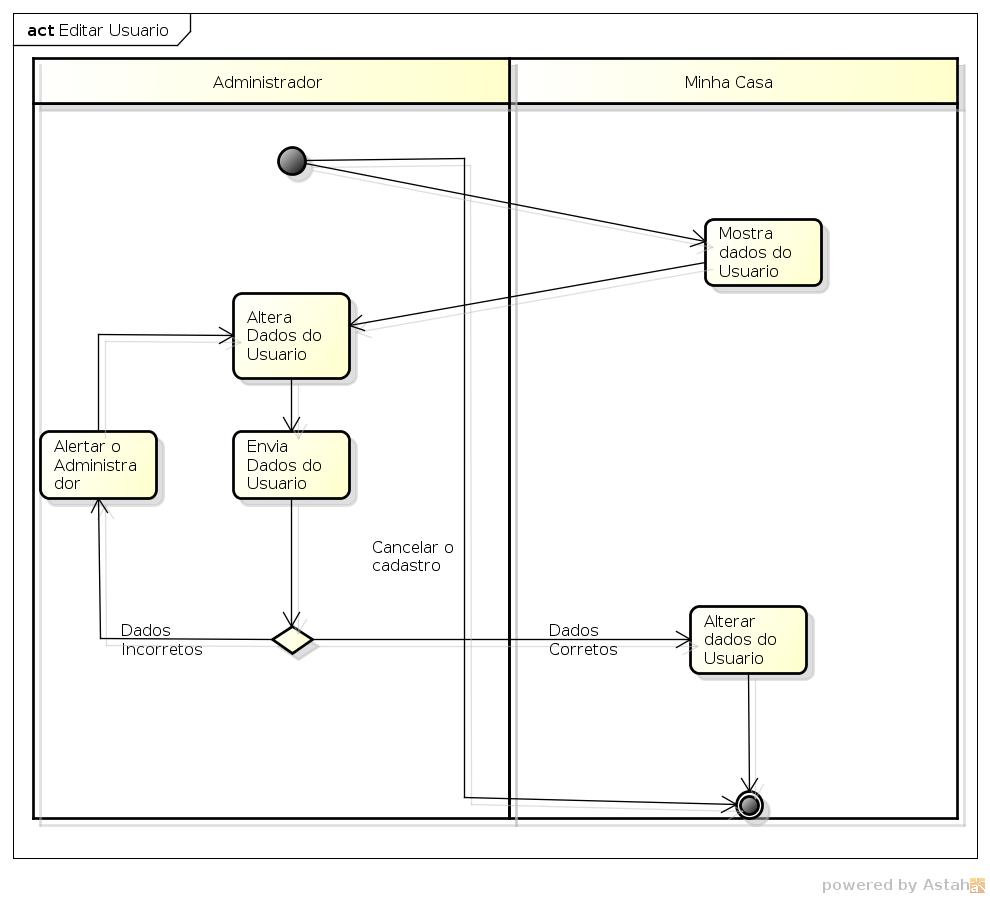 act Editar Usuario
Administrador
Minha Casa
Mostra
dados do
Usuario
Altera
Dados do
Usuario
Alertar o
Administra
dor
Envia
Dados do
Usuario
Cancelar o
cadastro
Dados
Incorretos
Dados
Corretos
Alterar
dados do
Usuario
powered by Astah